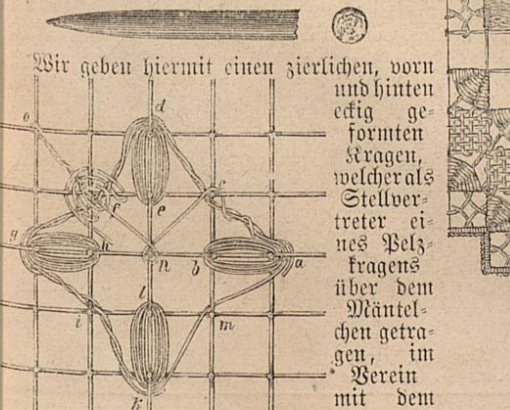 Wir geben hiermit einen zierlichen, vorn
und hinten
eckig ge-
formten
Kragen,
welcher als
Stellver-
treter ei-
nes Pelz-
kragens
über dem
Mäntel-
chen getra-
gen, im
Verein
mit dem
o
d
c
f
e
g
h
n
b
a
l
i
m
k